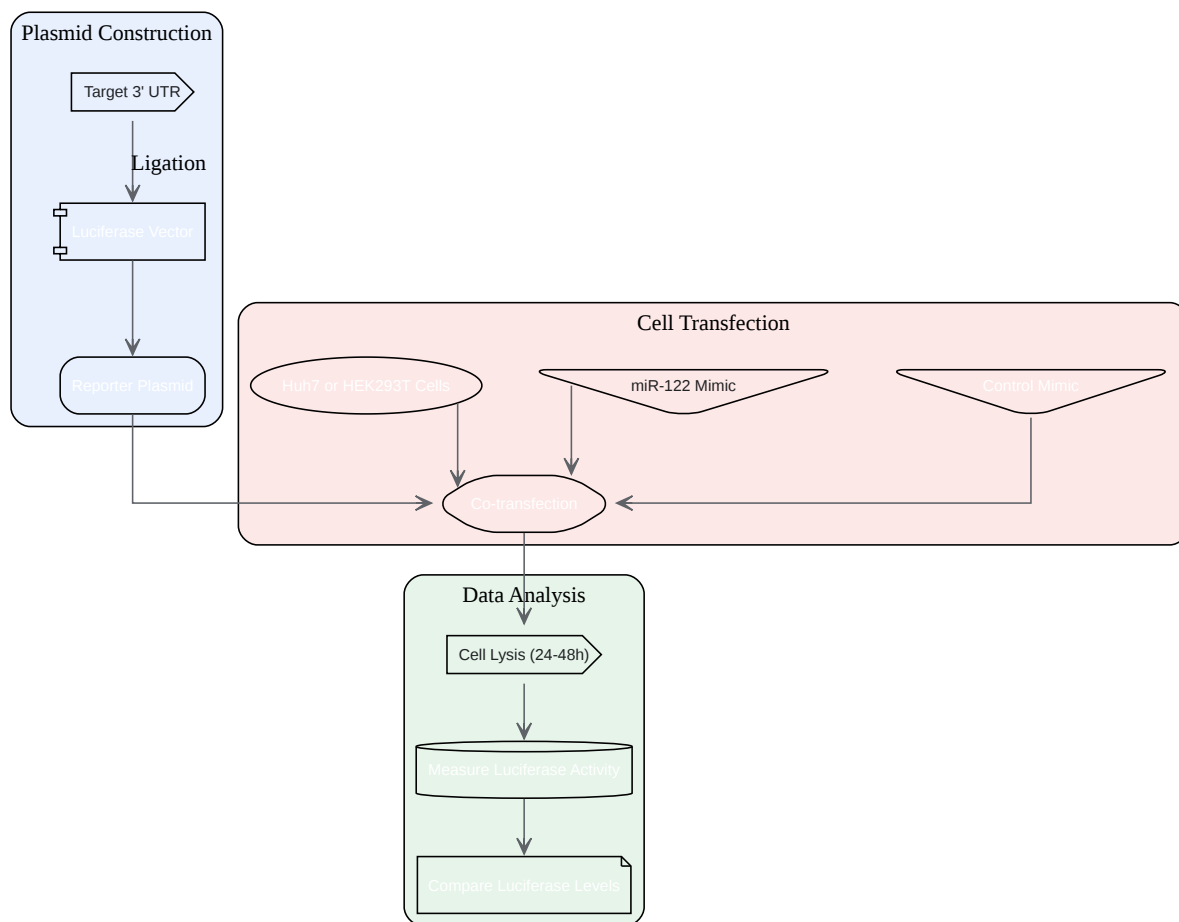 Plasmid Construction
Target 3' UTR
Ligation
Luciferase Vector
Reporter Plasmid
Cell Transfection
Huh7 or HEK293T Cells
miR-122 Mimic
Control Mimic
Co-transfection
Data Analysis
Cell Lysis (24-48h)
Measure Luciferase Activity
Compare Luciferase Levels